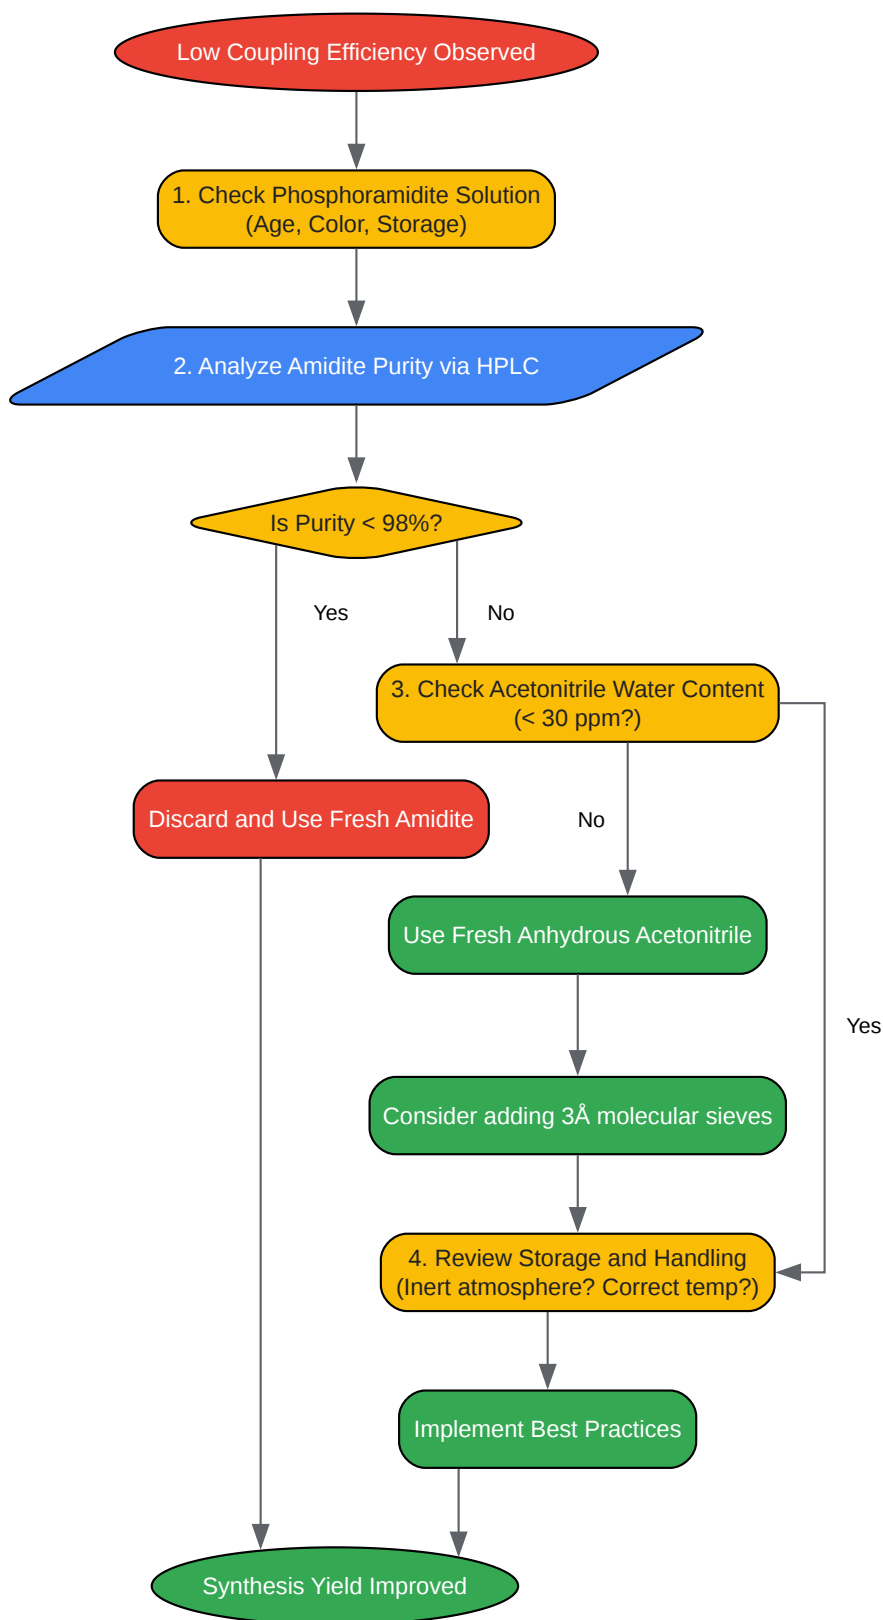 Low Coupling Efficiency Observed
1. Check Phosphoramidite Solution
(Age, Color, Storage)
2. Analyze Amidite Purity via HPLC
Is Purity < 98%?
Yes
No
3. Check Acetonitrile Water Content
(< 30 ppm?)
Discard and Use Fresh Amidite
No
Use Fresh Anhydrous Acetonitrile
Yes
Consider adding 3Å molecular sieves
4. Review Storage and Handling
(Inert atmosphere? Correct temp?)
Implement Best Practices
Synthesis Yield Improved